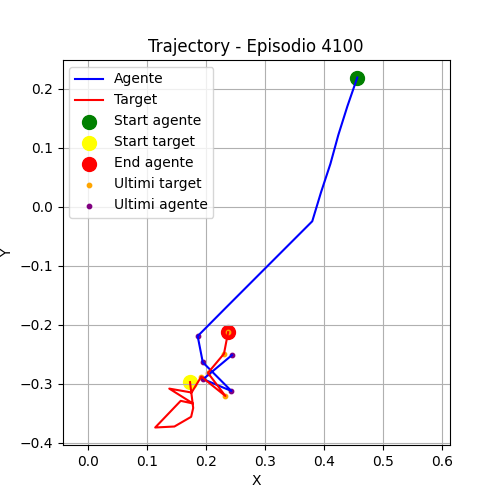 Trajectory - Episodio 4100
Agente
Target
Start agente
Start target
End agente
Ultimi target
Ultimi agente
0.2
0.1
0.0
−0.1
−0.2
−0.3
−0.4
Y
0.0 0.1 0.2 0.3 0.4 0.5 0.6
X